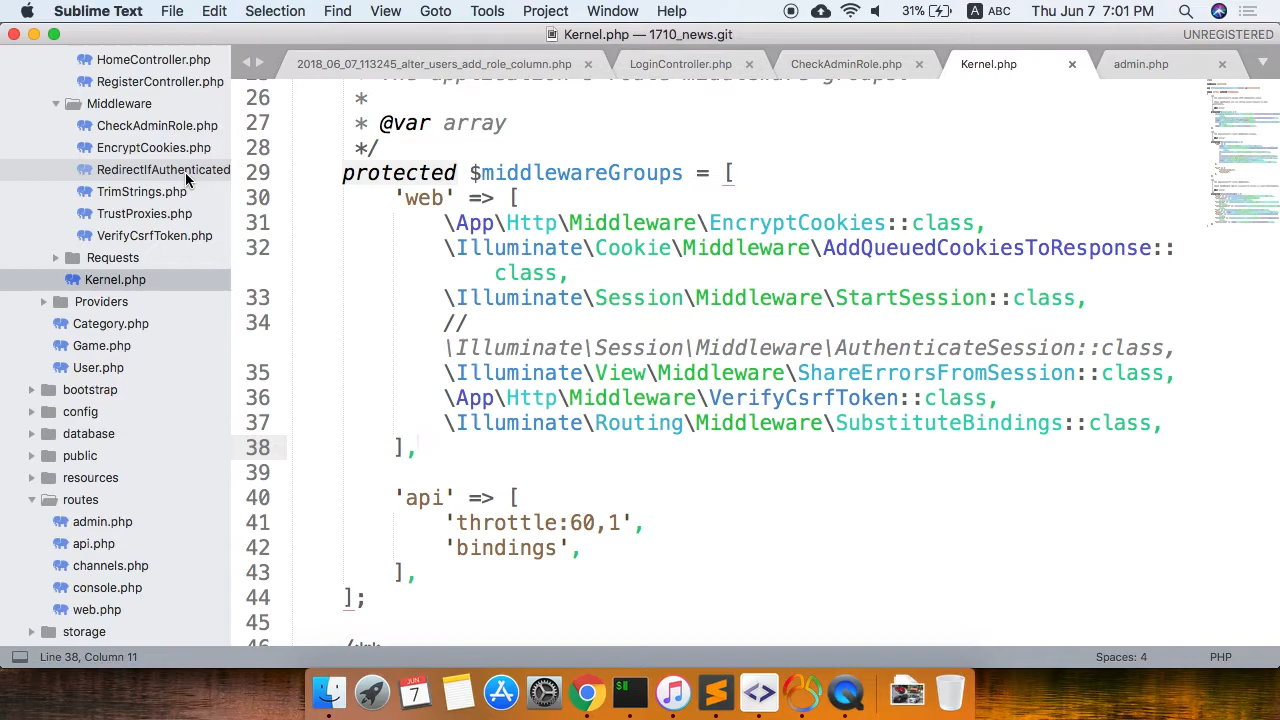 Sublime Text File Edit Selection Find View Goto Tools Project Window Help 31% A ABC Thu Jun 7 7:01 PM
Kernel.php — 1710_news.git UNREGISTERED
2018_06_07_113245_alter_users_add_role_column.php LoginController.php CheckAdminRole.php Kernel.php admin.php
HomeController.php
RegisterController.php
Middleware
CheckAdminRole.php
EncryptCookies.php
RedirectIfAuthenticated
TrimStrings.php
TrustProxies.php
VerifyCsrfToken.php
Requests
Kernel.php
Providers
Category.php
Game.php
User.php
bootstrap
config
database
public
resources
routes
admin.php
api.php
channels.php
console.php
web.php
storage
26 *
27 * @var array
28 */
29 protected $middlewareGroups = [
30 'web' => [
31 \App\Http\Middleware\EncryptCookies::class,
32 \Illuminate\Cookie\Middleware\AddQueuedCookiesToResponse::
class,
33 \Illuminate\Session\Middleware\StartSession::class,
34 //
\Illuminate\Session\Middleware\AuthenticateSession::class,
35 \Illuminate\View\Middleware\ShareErrorsFromSession::class,
36 \App\Http\Middleware\VerifyCsrfToken::class,
37 \Illuminate\Routing\Middleware\SubstituteBindings::class,
38 ],
39
40 'api' => [
41 'throttle:60,1',
42 'bindings',
43 ],
44 ];
45
Line 38, Column 11 Spaces: 4 PHP
JUN
7